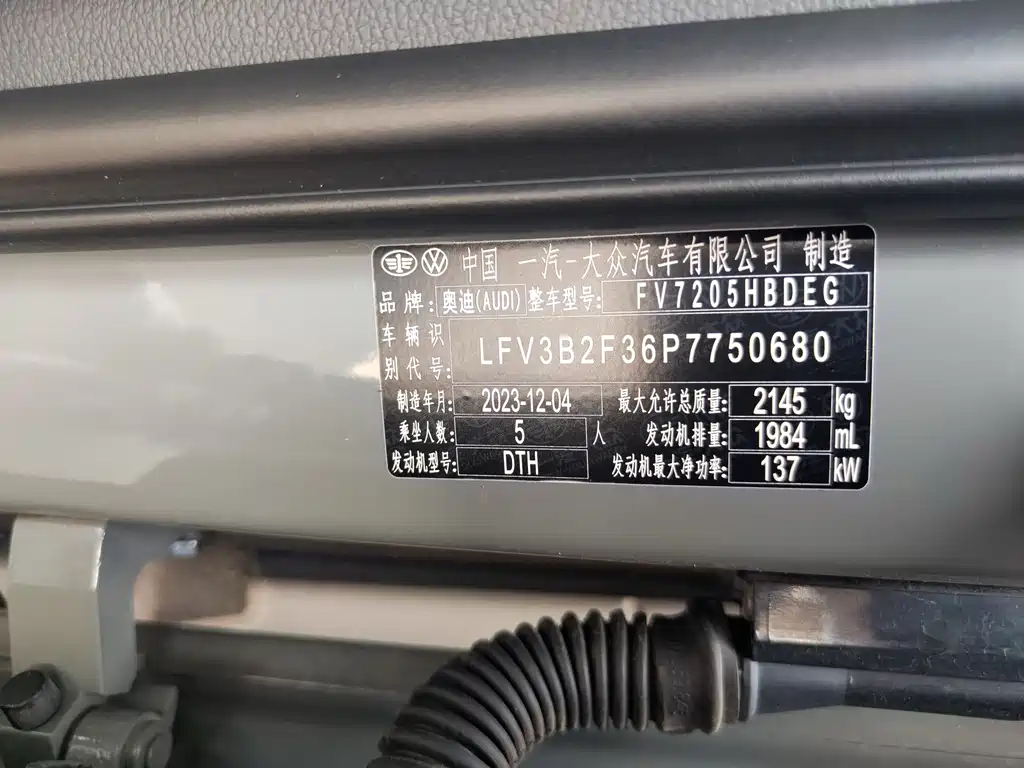 中国 一汽-大众汽车有限公司 制造
品牌: 奥迪(AUDI) 整车型号: FV7205HBDEG
车辆识别代号: LFV3B2F36P7750680
制造年月: 2023-12-04 最大允许总质量: 2145 kg
乘坐人数: 5 人 发动机排量: 1984 mL
发动机型号: DTH 发动机最大净功率: 137 kW